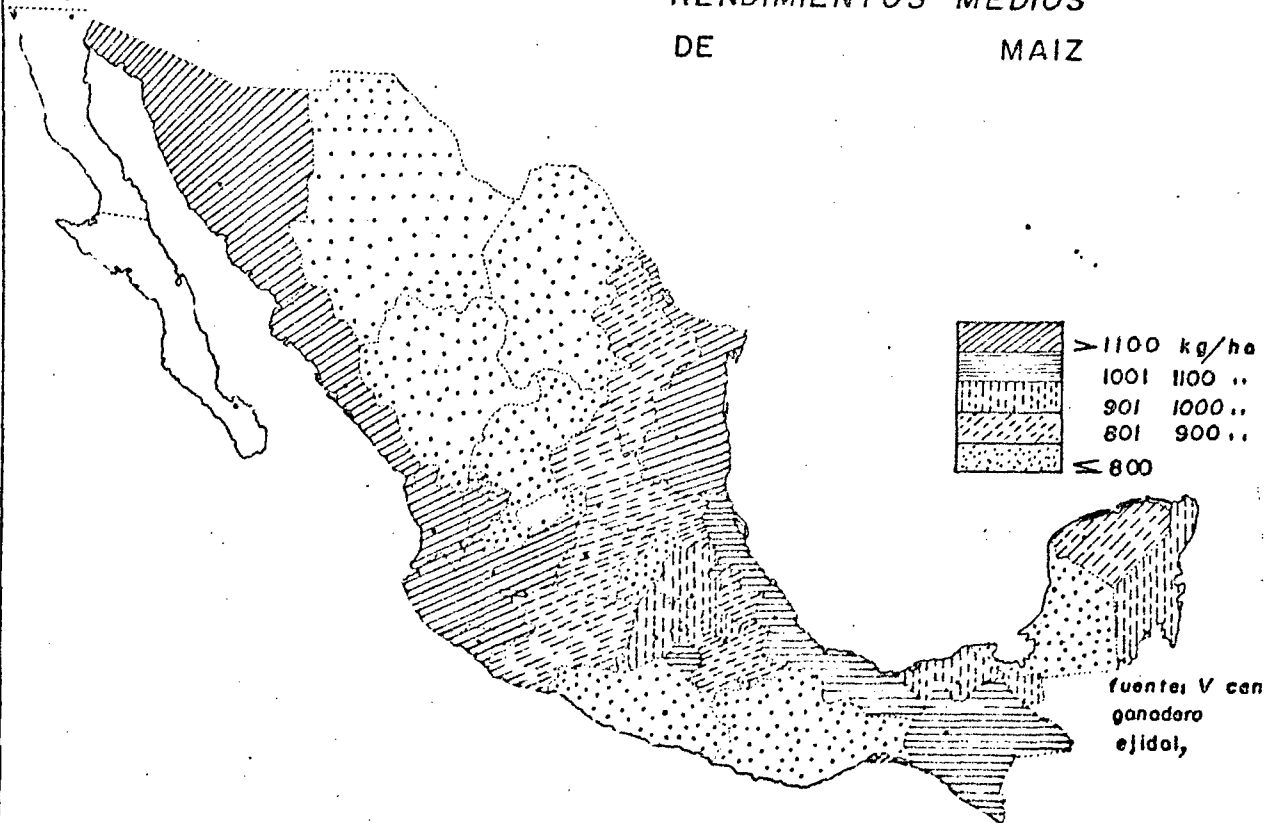 RENDIMIENTOS MEDIOS
DE MAIZ
>1100 kg/ha
1001 1100 ..
901 1000 ..
801 900 ..
≤ 800
fuente: V cen
ganadero
ejidal,